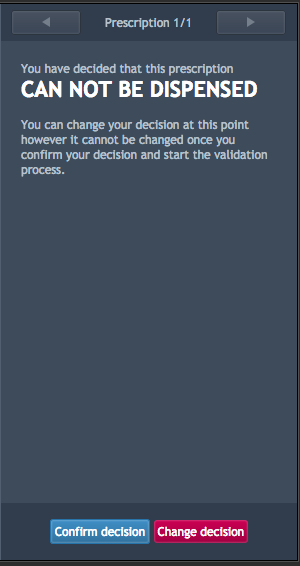 Prescription 1/1
You have decided that this prescription
CAN NOT BE DISPENSED
You can change your decision at this point
however it cannot be changed once you
confirm your decision and start the validation
process.
Confirm decision Change decision